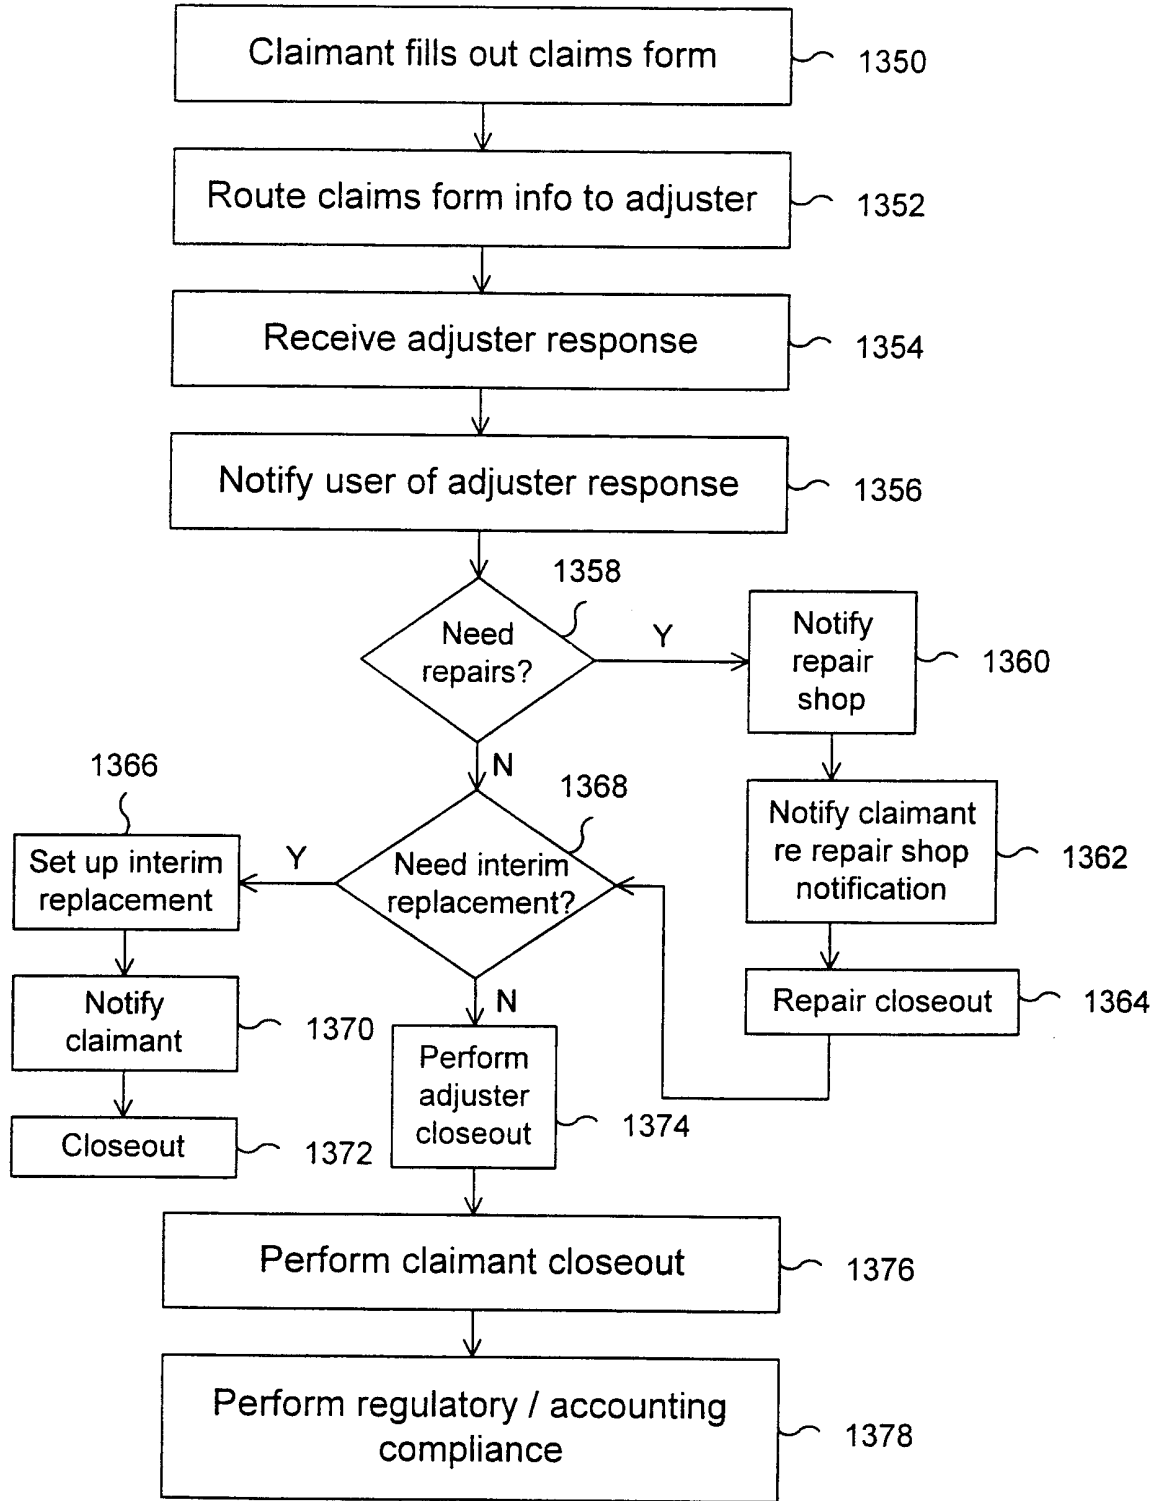 Claimant fills out claims form
1350
Route claims form info to adjuster
1352
Receive adjuster response
1354
Notify user of adjuster response
1356
1358
Need
repairs?
Y
Notify
repair
shop
1360
N
1366
1368
Notify claimant
re repair shop
notification
1362
Set up interim
replacement
Y
Need interim
replacement?
Notify
claimant
1370
N
Repair closeout
1364
Perform
adjuster
closeout
1374
Closeout
1372
Perform claimant closeout
1376
Perform regulatory / accounting
compliance
1378